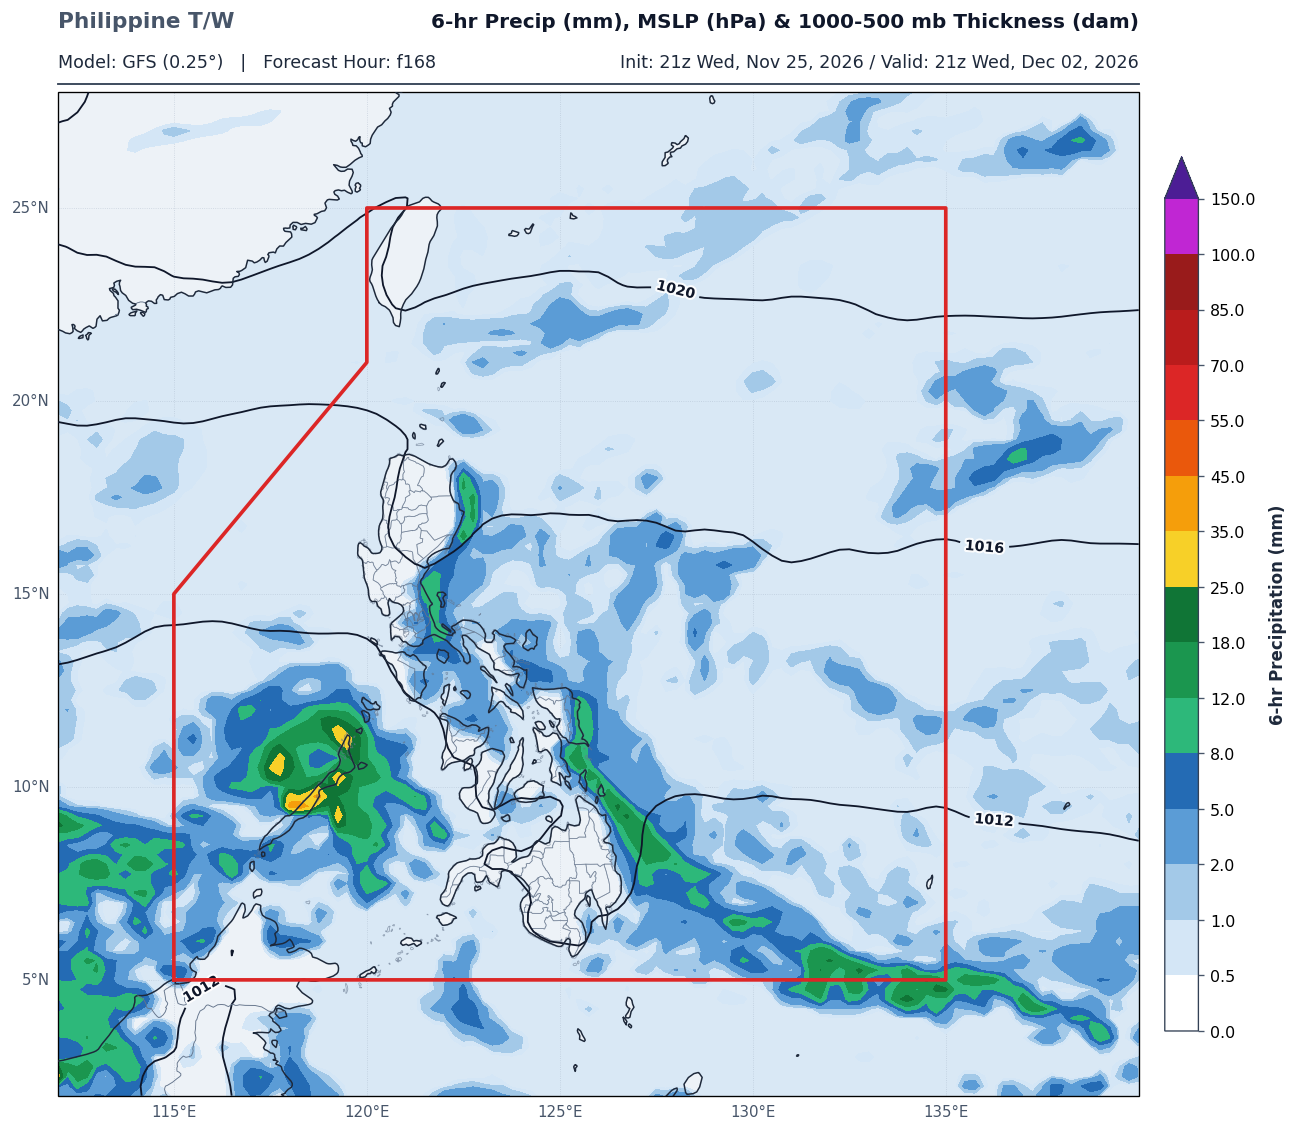 Philippine T/W
6-hr Precip (mm), MSLP (hPa) & 1000-500 mb Thickness (dam)
Model: GFS (0.25°) | Forecast Hour: f168
Init: 21z Wed, Nov 25, 2026 / Valid: 21z Wed, Dec 02, 2026
25°N
20°N
15°N
10°N
5°N
115°E
120°E
125°E
130°E
135°E
1020
1016
1012
1012
150.0
100.0
85.0
70.0
55.0
45.0
35.0
25.0
18.0
12.0
8.0
5.0
2.0
1.0
0.5
0.0
6-hr Precipitation (mm)